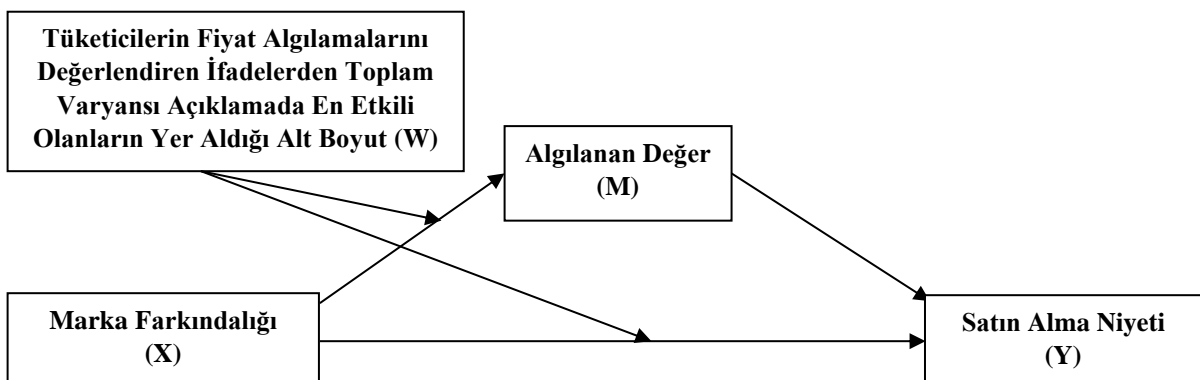 Tüketicilerin Fiyat Algılamalarını
Değerlendiren İfadelerden Toplam
Varyansı Açıklamada En Etkili
Olanların Yer Aldığı Alt Boyut (W)
Algılanan Değer
(M)
Marka Farkındalığı
(X)
Satın Alma Niyeti
(Y)